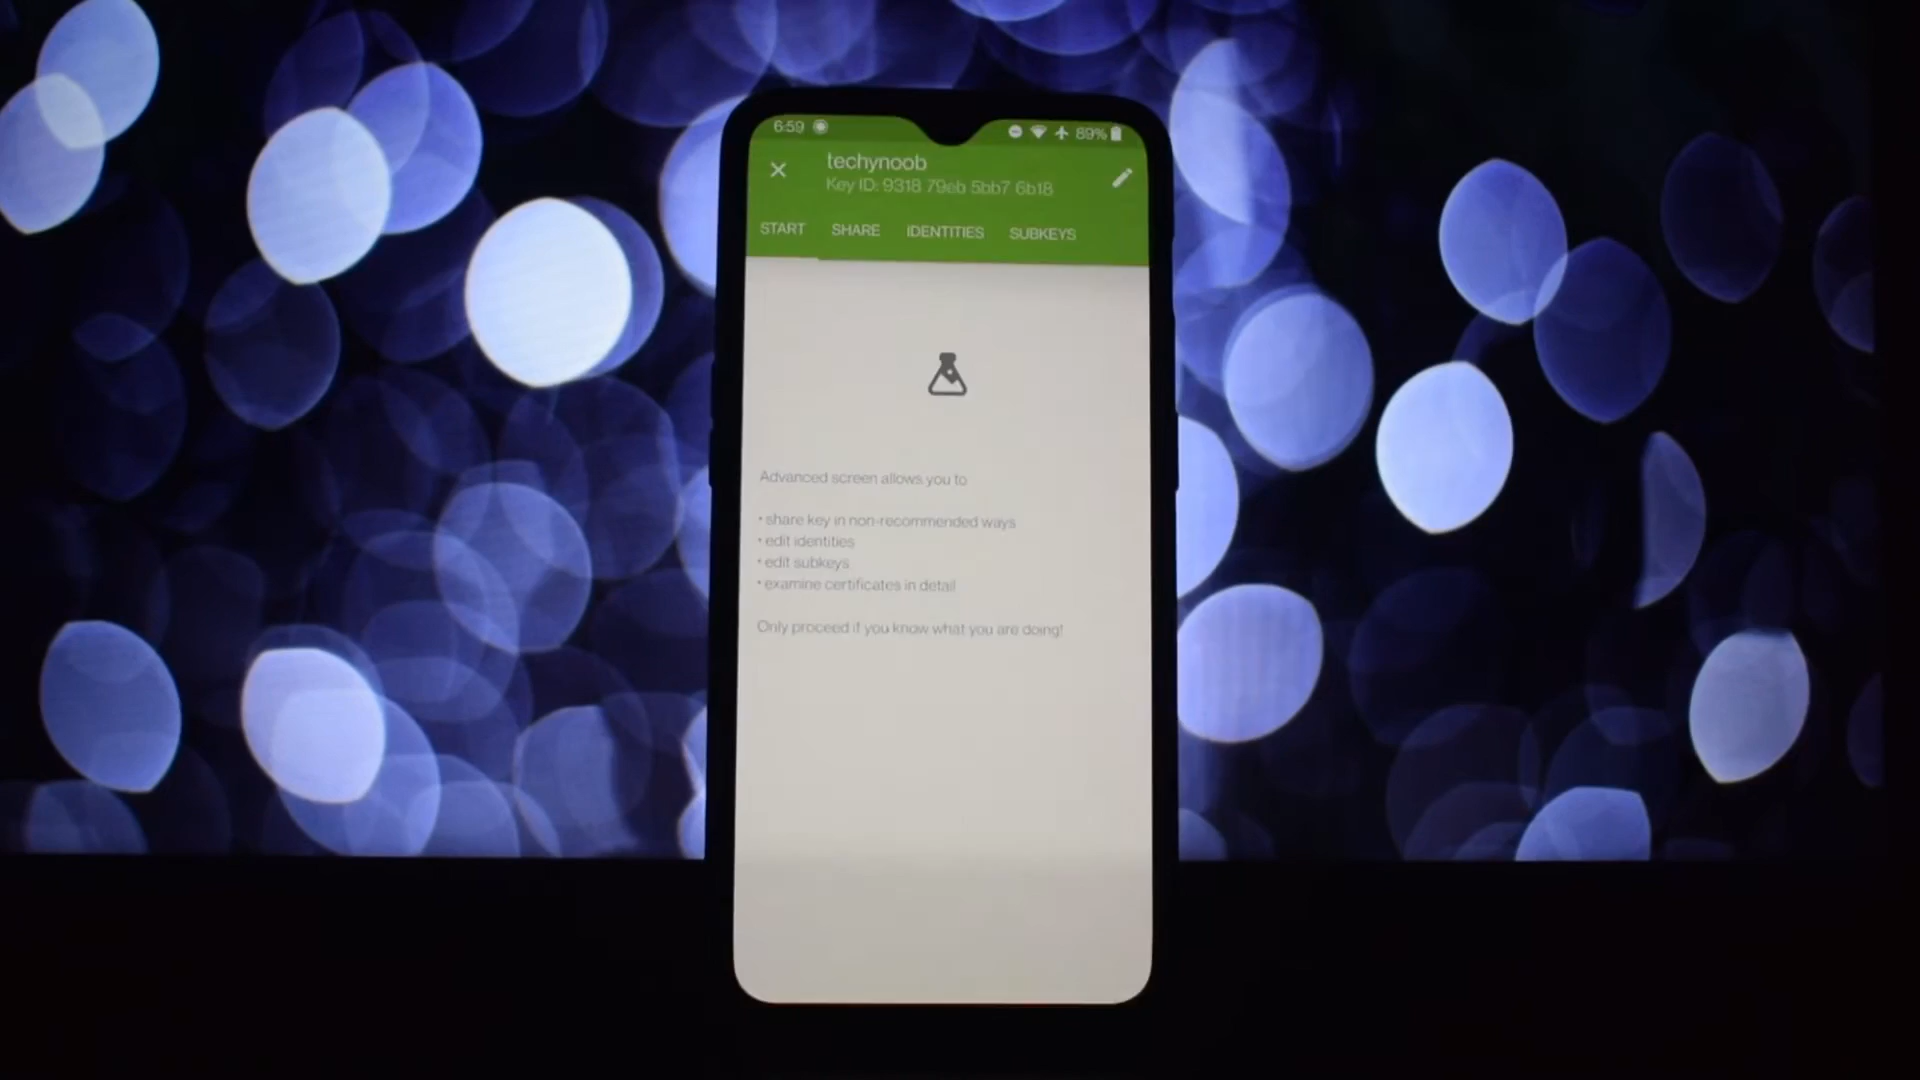 6:59 89%
techynoob
Key ID: 9318 79eb 5bb7 6b18
START SHARE IDENTITIES SUBKEYS
Advanced screen allows you to
• share key in non-recommended ways
• edit identities
• edit subkeys
• examine certificates in detail
Only proceed if you know what you are doing!